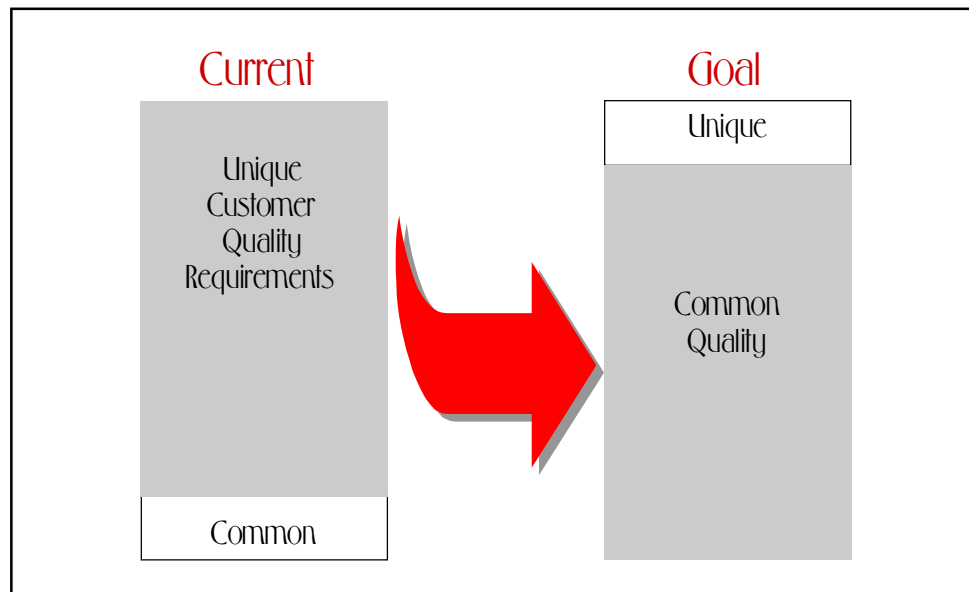 Current
Unique
Customer
Quality
Requirements
Common
Goal
Unique
Common
Quality